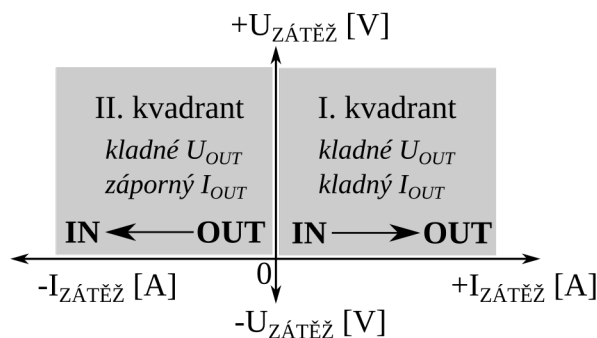 +U_ZÁTĚŽ [V]
II. kvadrant
kladné U_OUT
záporný I_OUT
IN OUT
I. kvadrant
kladné U_OUT
kladný I_OUT
IN OUT
0
-I_ZÁTĚŽ [A]
+I_ZÁTĚŽ [A]
-U_ZÁTĚŽ [V]